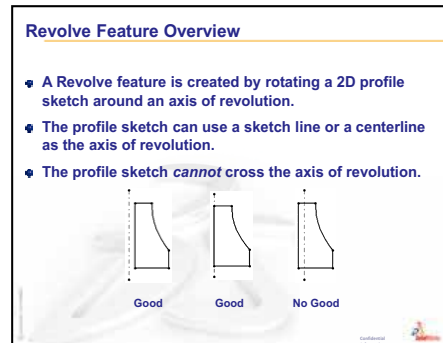 Revolve Feature Overview
A Revolve feature is created by rotating a 2D profile
sketch around an axis of revolution.
The profile sketch can use a sketch line or a centerline
as the axis of revolution.
The profile sketch cannot cross the axis of revolution.
Good Good No Good
Confidential